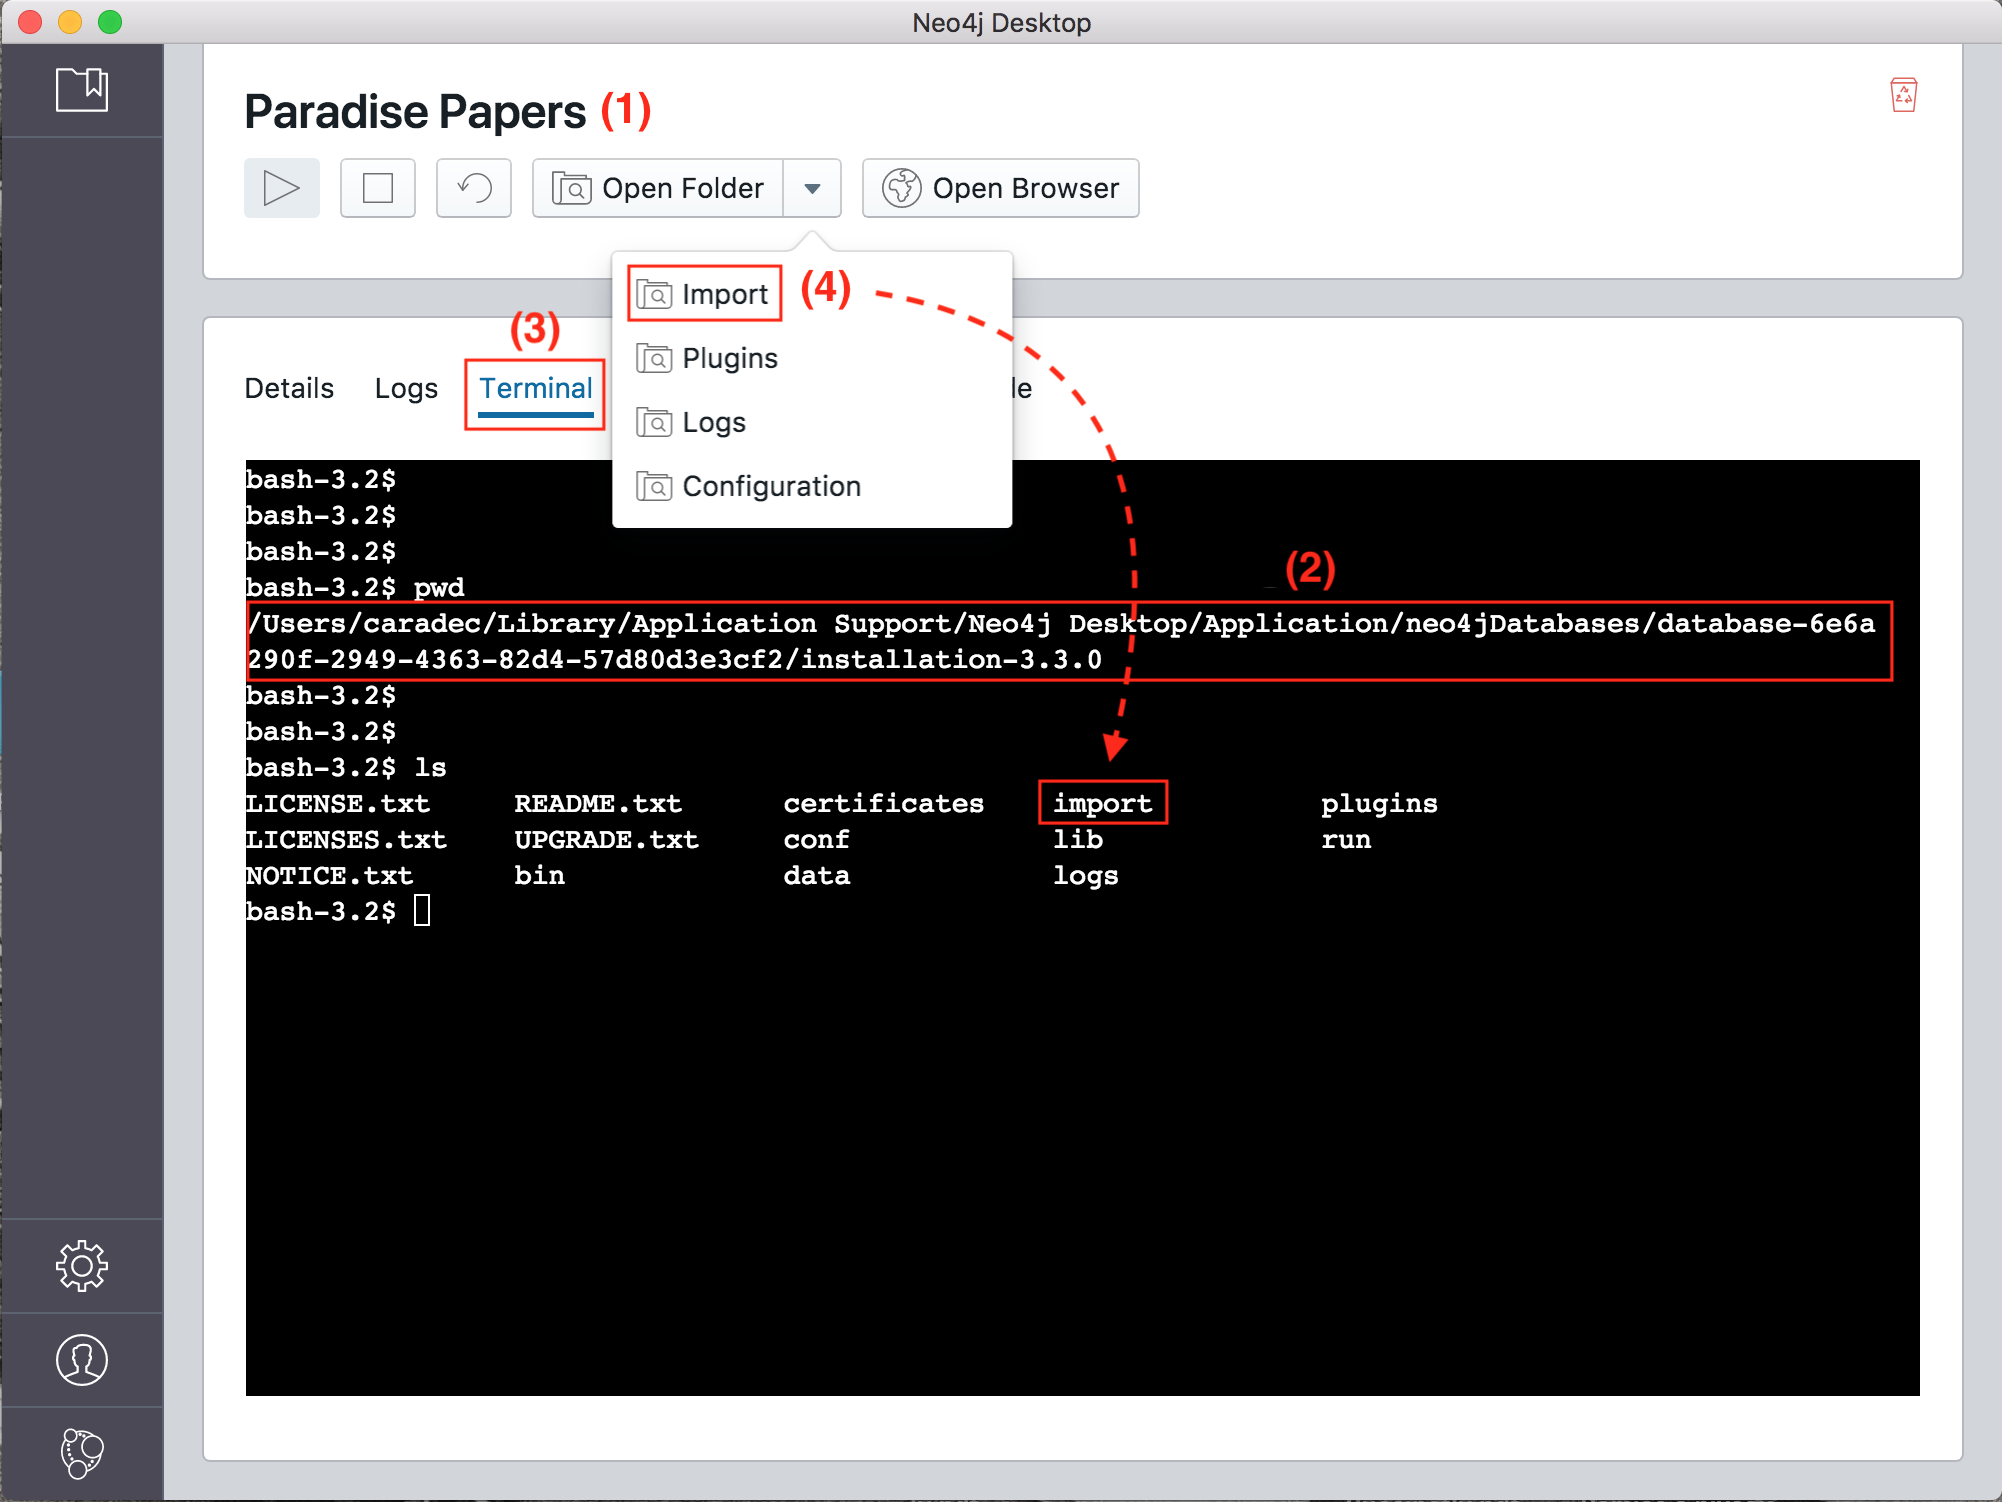 Neo4j Desktop
Paradise Papers (1)
Open Folder
Open Browser
Import (4)
(3)
Plugins
Details Logs Terminal le
Logs
Configuration
bash-3.2$
bash-3.2$
bash-3.2$
bash-3.2$ pwd
(2)
/Users/caradec/Library/Application Support/Neo4j Desktop/Application/neo4jDatabases/database-6e6a
290f-2949-4363-82d4-57d80d3e3cf2/installation-3.3.0
bash-3.2$
bash-3.2$
bash-3.2$ ls
LICENSE.txt README.txt certificates import plugins
LICENSES.txt UPGRADE.txt conf lib run
NOTICE.txt bin data logs
bash-3.2$